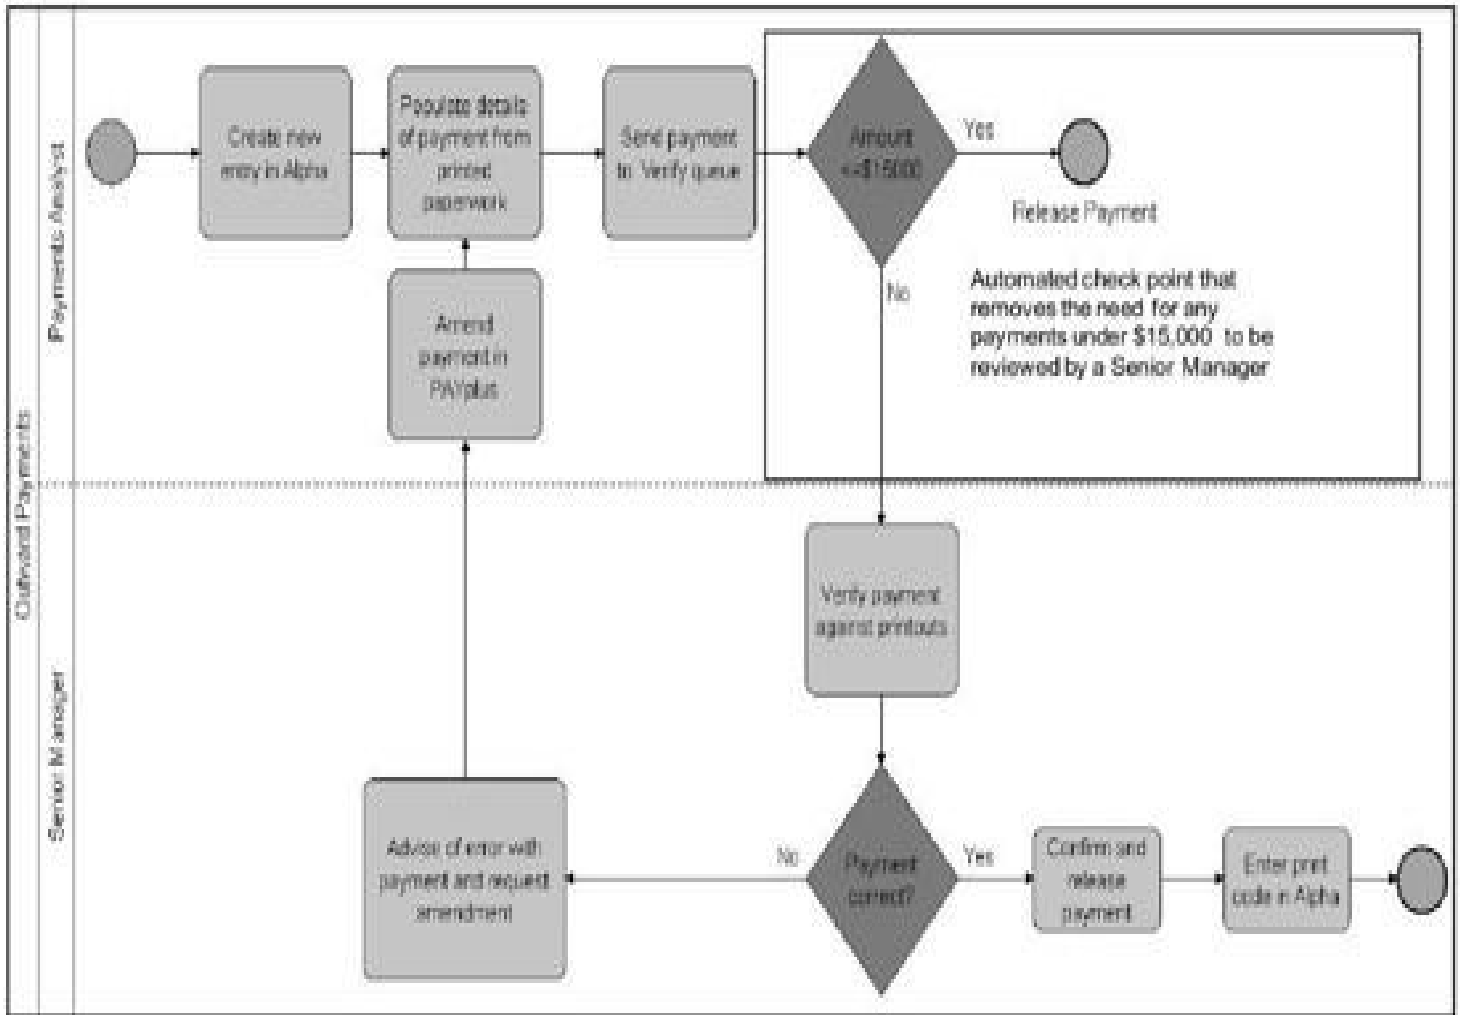 Outward Payments
Payments Analyst
Senior Manager
Create new
entry in Alpha
Populate details
of payment from
printed
paperwork
Send payment
to Verify queue
Amount
<=$15000
Yes
Release Payment
No
Automated check point that
removes the need for any
payments under $15,000 to be
reviewed by a Senior Manager
Amend
payment in
PAYplus
Verify payment
against printouts
Payment
correct?
No
Yes
Advise of error with
payment and request
amendment
Confirm and
release
payment
Enter print
code in Alpha